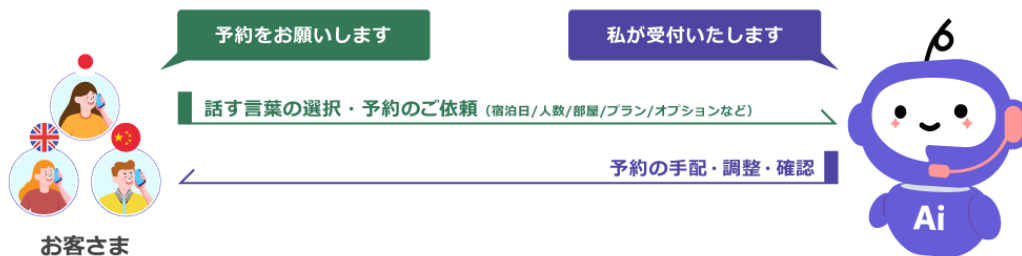 予約をお願いします
私が受付いたします
話す言葉の選択・予約のご依頼（宿泊日/人数/部屋/プラン/オプションなど）
予約の手配・調整・確認
お客さま
Ai